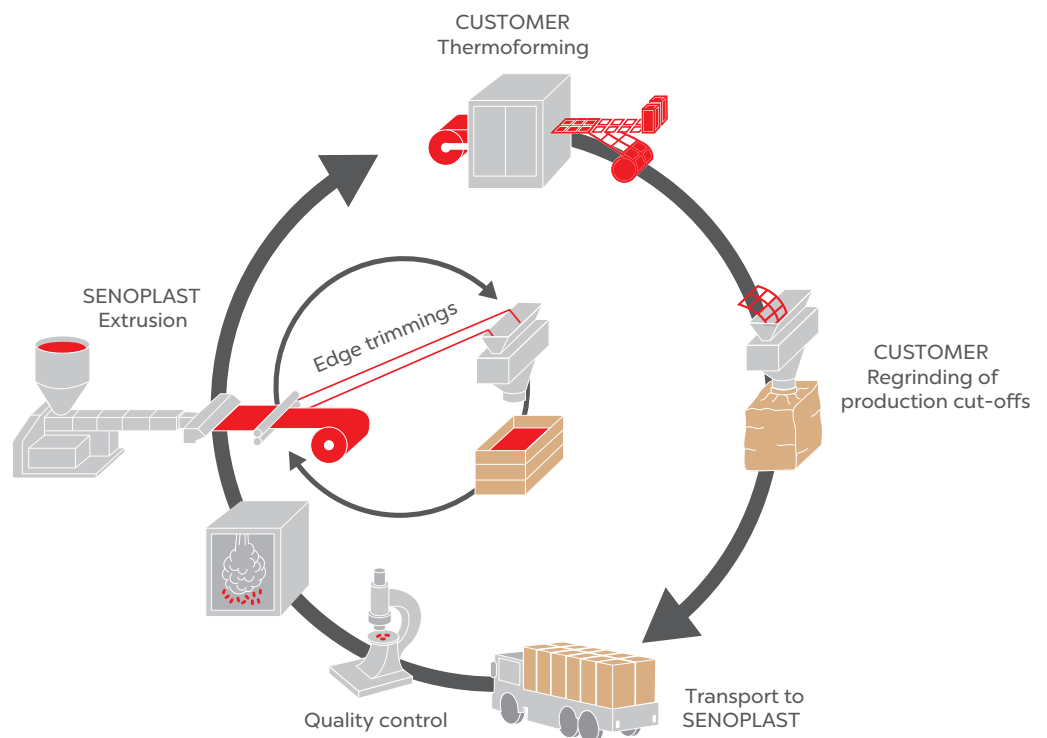 CUSTOMER
Thermoforming
SENOPLAST
Extrusion
Edge trimmings
CUSTOMER
Regrinding of
production cut-offs
Quality control
Transport to
SENOPLAST